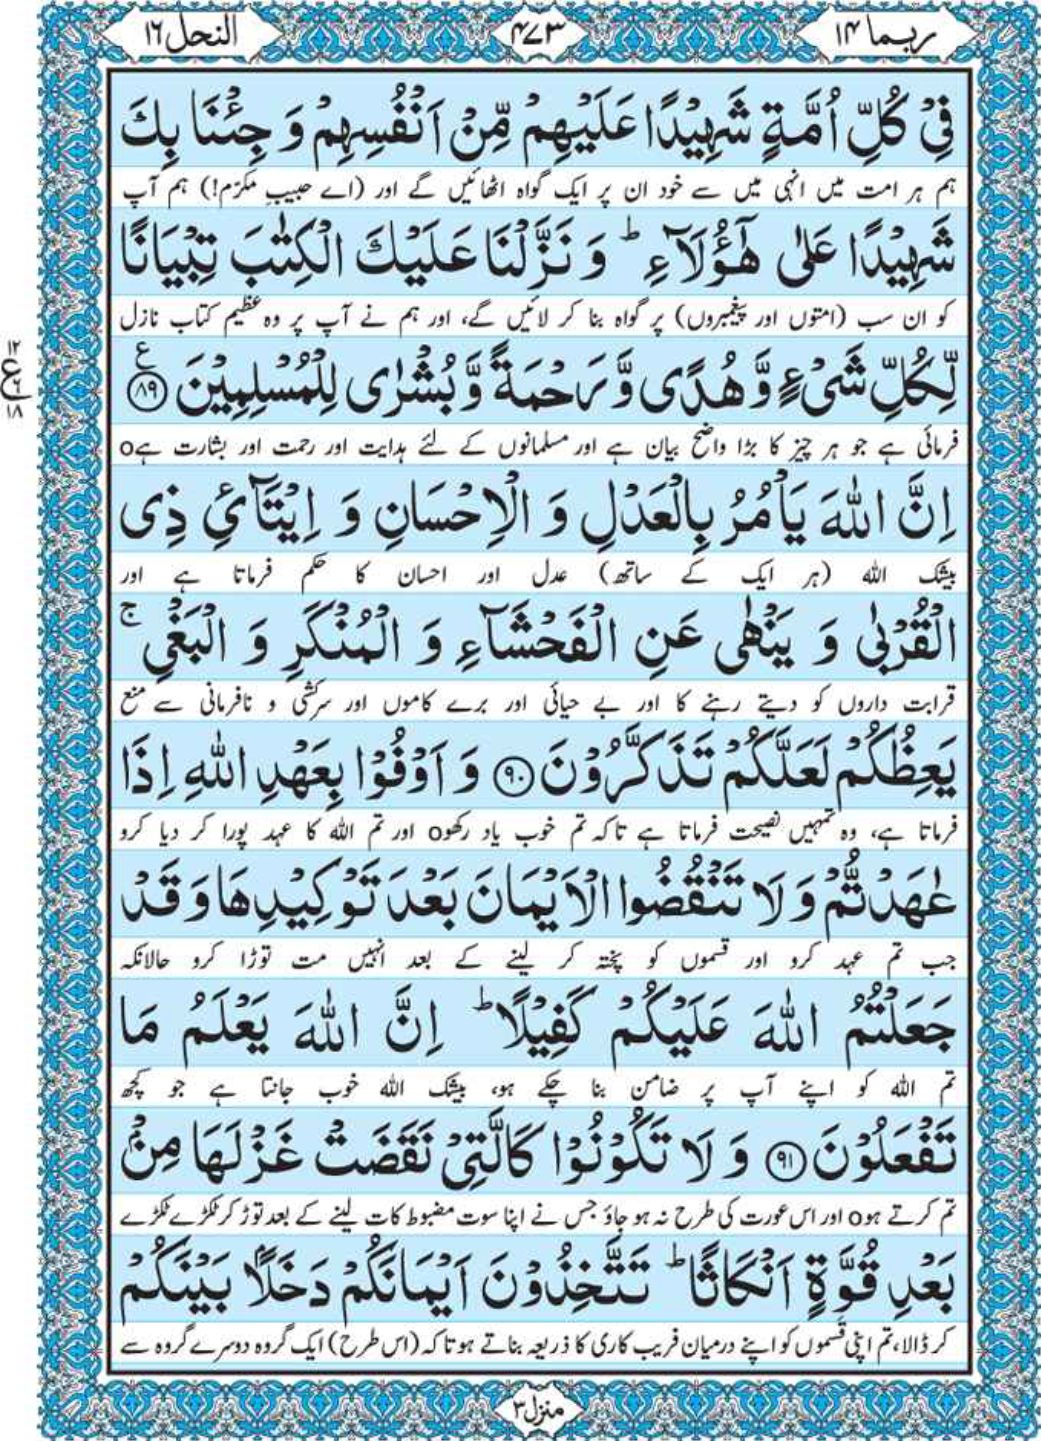 ربما ۱۴
۴۷۳
النحل ۱۶
فِیْ كُلِّ اُمَّةٍ شَهِیْدًا عَلَیْهِمْ مِّنْ اَنْفُسِهِمْ وَ جِئْنَا بِكَ
ہم ہر امت میں انہی میں سے خود ان پر ایک گواہ اٹھائیں گے اور (اے حبیبِ مکرّم!) ہم آپ
شَهِیْدًا عَلٰى هٰۤؤُلَآءِ ؕ وَ نَزَّلْنَا عَلَیْكَ الْكِتٰبَ تِبْیَانًا
کو ان سب (امتوں اور پیغمبروں) پر گواہ بنا کر لائیں گے، اور ہم نے آپ پر وہ عظیم کتاب نازل
لِّكُلِّ شَیْءٍ وَّ هُدًى وَّ رَحْمَةً وَّ بُشْرٰى لِلْمُسْلِمِیْنَ ﴿۸۹﴾ ع
۱۲
ع
۶
۱۸
فرمائی ہے جو ہر چیز کا بڑا واضح بیان ہے اور مسلمانوں کے لئے ہدایت اور رحمت اور بشارت ہےo
اِنَّ اللّٰهَ یَاْمُرُ بِالْعَدْلِ وَ الْاِحْسَانِ وَ اِیْتَآئِ ذِی
بیشک اللہ (ہر ایک کے ساتھ) عدل اور احسان کا حکم فرماتا ہے اور
الْقُرْبٰى وَ یَنْهٰى عَنِ الْفَحْشَآءِ وَ الْمُنْكَرِ وَ الْبَغْیِ ۚ
قرابت داروں کو دیتے رہنے کا اور بے حیائی اور برے کاموں اور سرکشی و نافرمانی سے منع
یَعِظُكُمْ لَعَلَّكُمْ تَذَكَّرُوْنَ ﴿۹۰﴾ وَ اَوْفُوْا بِعَهْدِ اللّٰهِ اِذَا
فرماتا ہے، وہ تمہیں نصیحت فرماتا ہے تاکہ تم خوب یاد رکھوo اور تم اللہ کا عہد پورا کر دیا کرو
عٰهَدْتُّمْ وَ لَا تَنْقُضُوا الْاَیْمَانَ بَعْدَ تَوْكِیْدِهَا وَ قَدْ
جب تم عہد کرو اور قسموں کو پختہ کر لینے کے بعد انہیں مت توڑا کرو حالانکہ
جَعَلْتُمُ اللّٰهَ عَلَیْكُمْ كَفِیْلًا ؕ اِنَّ اللّٰهَ یَعْلَمُ مَا
تم اللہ کو اپنے آپ پر ضامن بنا چکے ہو، بیشک اللہ خوب جانتا ہے جو کچھ
تَفْعَلُوْنَ ﴿۹۱﴾ وَ لَا تَكُوْنُوْا كَالَّتِیْ نَقَضَتْ غَزْلَهَا مِنْۢ
تم کرتے ہوo اور اس عورت کی طرح نہ ہو جاؤ جس نے اپنا سوت مضبوط کات لینے کے بعد توڑ کر ٹکڑے ٹکڑے
بَعْدِ قُوَّةٍ اَنْكَاثًا ؕ تَتَّخِذُوْنَ اَیْمَانَكُمْ دَخَلًۢا بَیْنَكُمْ
کر ڈالا، تم اپنی قسموں کو اپنے درمیان فریب کاری کا ذریعہ بناتے ہو تاکہ (اس طرح) ایک گروہ دوسرے گروہ سے
منزل ۳